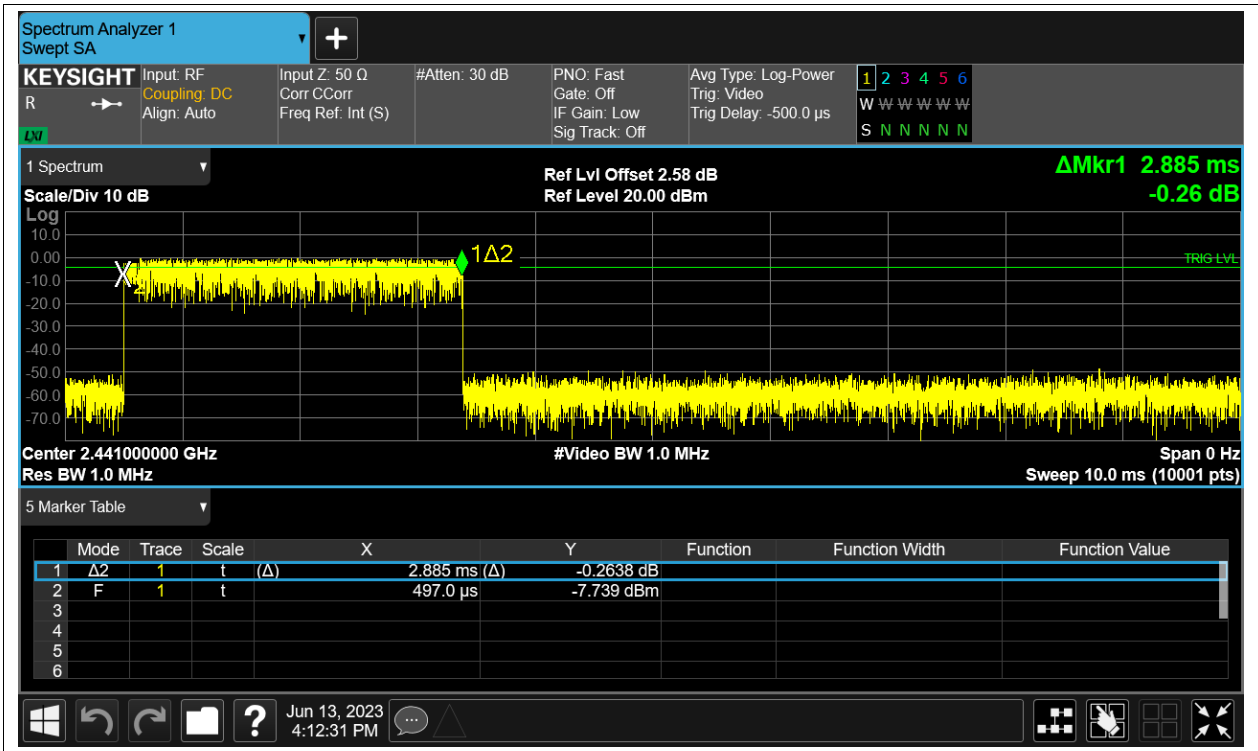 Spectrum Analyzer 1
Swept SA
KEYSIGHT Input: RF Input Z: 50 Ω #Atten: 30 dB PNO: Fast Avg Type: Log-Power 1 2 3 4 5 6
R Coupling: DC Corr CCorr Gate: Off Trig: Video W W W W W W
Align: Auto Freq Ref: Int (S) IF Gain: Low Trig Delay: -500.0 µs
LXI Sig Track: Off S N N N N N
1 Spectrum Ref Lvl Offset 2.58 dB ΔMkr1 2.885 ms
Scale/Div 10 dB Ref Level 20.00 dBm -0.26 dB
Log
10.0
0.00 1Δ2 TRIG LVL
-10.0 X 2
-20.0
-30.0
-40.0
-50.0
-60.0
-70.0
Center 2.441000000 GHz #Video BW 1.0 MHz Span 0 Hz
Res BW 1.0 MHz Sweep 10.0 ms (10001 pts)
5 Marker Table
Mode Trace Scale X Y Function Function Width Function Value
1 Δ2 1 t (Δ) 2.885 ms (Δ) -0.2638 dB
2 F 1 t 497.0 µs -7.739 dBm
3
4
5
6
? Jun 13, 2023
4:12:31 PM